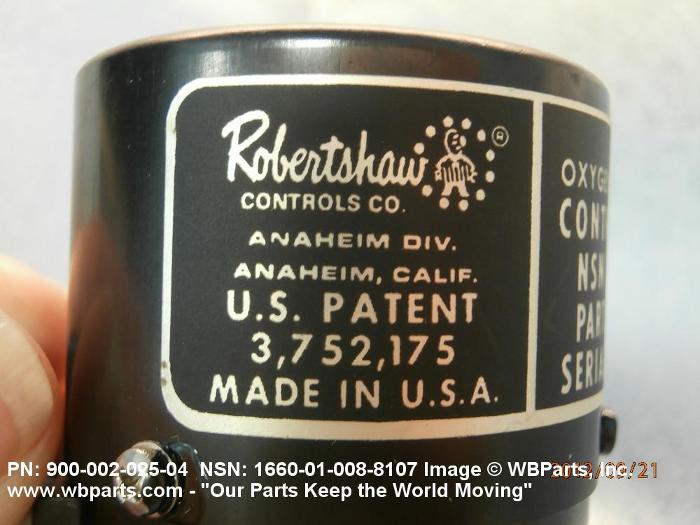 Robertshaw ®
CONTROLS CO.
ANAHEIM DIV.
ANAHEIM, CALIF.
U.S. PATENT
3,752,175
MADE IN U.S.A.
OXYG
CONT
NSN
PART
SERIA
PN: 900-002-025-04 NSN: 1660-01-008-8107 Image © WBParts, Inc.
www.wbparts.com - "Our Parts Keep the World Moving"